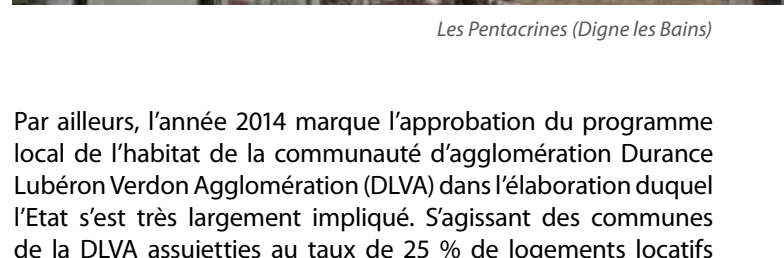 Les Pentacrines (Digne les Bains)
Par ailleurs, l'année 2014 marque l'approbation du programme
local de l'habitat de la communauté d'agglomération Durance
Lubéron Verdon Agglomération (DLVA) dans l'élaboration duquel
l'Etat s'est très largement impliqué. S'agissant des communes
de la DLVA assujetties au taux de 25 % de logements locatifs